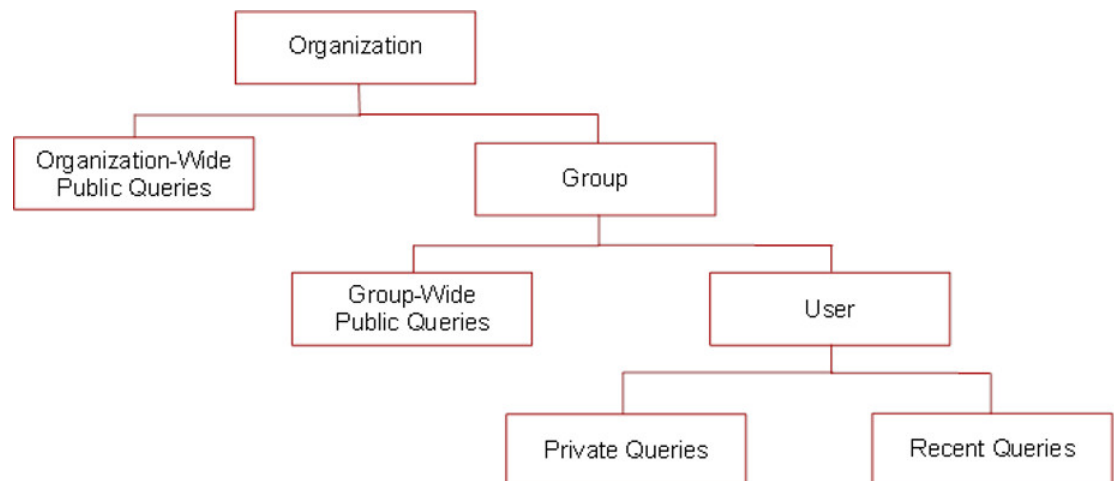 Organization
Organization-Wide
Public Queries
Group
Group-Wide
Public Queries
User
Private Queries
Recent Queries